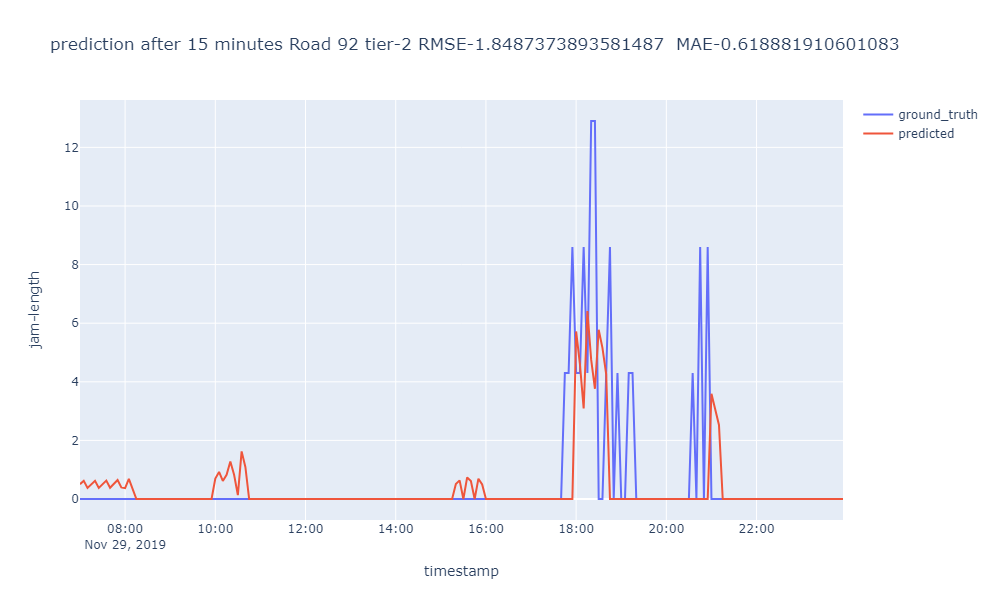 prediction after 15 minutes Road 92 tier-2 RMSE-1.8487373893581487  MAE-0.618881910601083
ground_truth
predicted
jam-length
12
10
8
6
4
2
0
08:00 10:00 12:00 14:00 16:00 18:00 20:00 22:00
Nov 29, 2019
timestamp